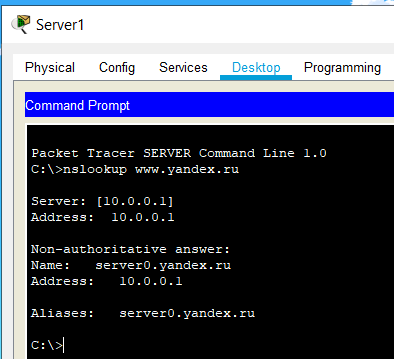 Server1
Physical Config Services Desktop Programming
Command Prompt
Packet Tracer SERVER Command Line 1.0
C:\>nslookup www.yandex.ru
Server: [10.0.0.1]
Address:  10.0.0.1
Non-authoritative answer:
Name:   server0.yandex.ru
Address:   10.0.0.1
Aliases:   server0.yandex.ru
C:\>